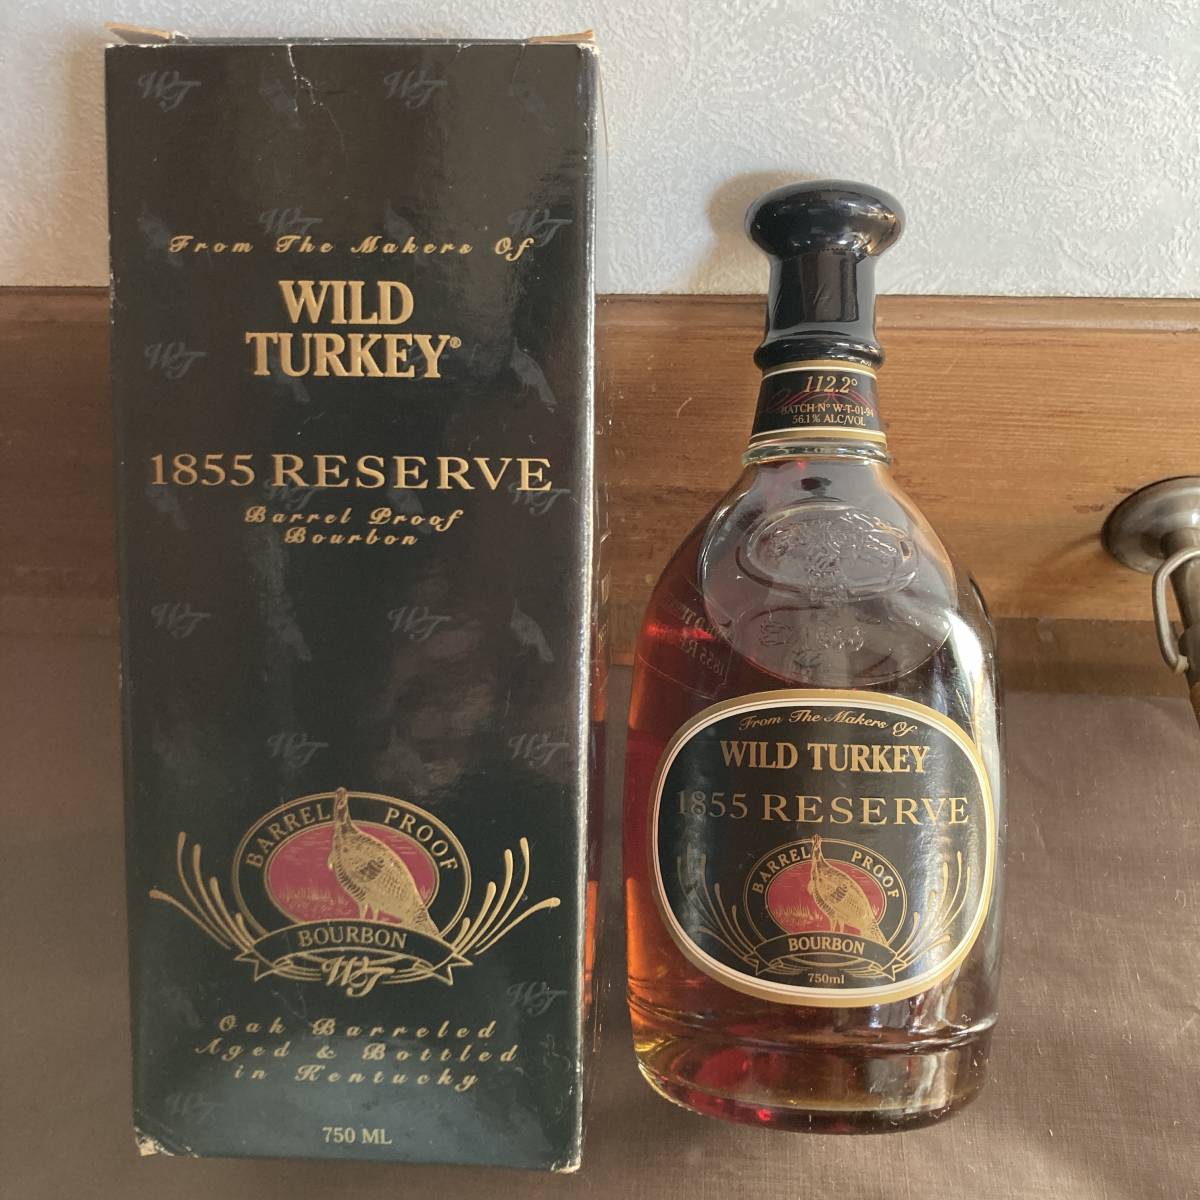 From The Makers Of
WILD
TURKEY®
1855 RESERVE
Barrel Proof
Bourbon
BARREL PROOF
BOURBON
WT
Oak Barreled
Aged & Bottled
in Kentucky
750 ML
112.2°
BATCH Nº W-T-01-94
56.1% ALC/VOL
From The Makers Of
WILD TURKEY
1855 RESERVE
BARREL PROOF
BOURBON
750ml